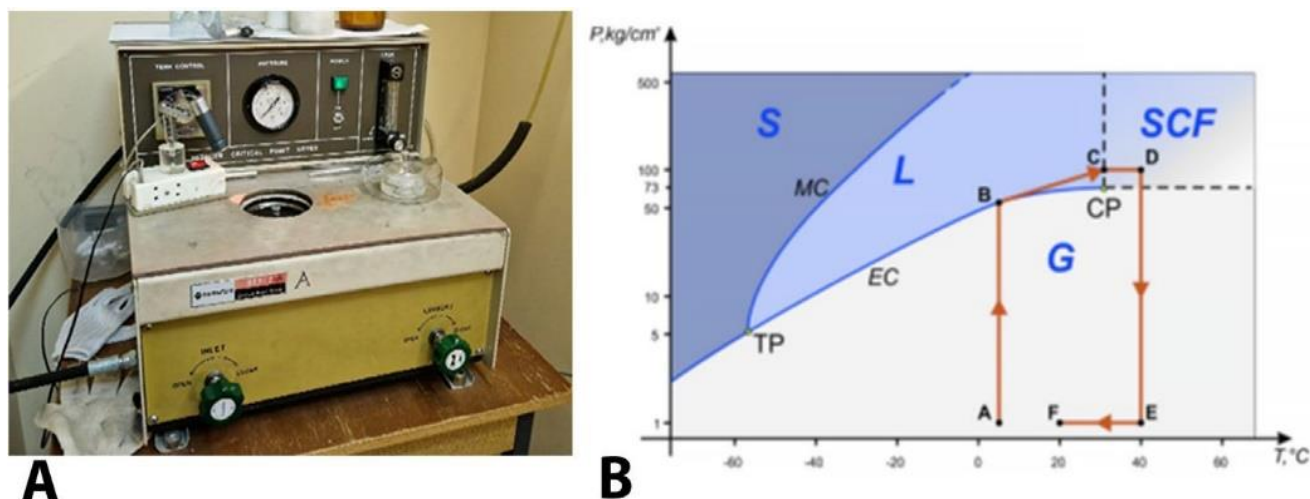 TEMP CONTROL
PRESSURE
POWER
CRITICAL POINT DRYER
A
INLET
OPEN
CLOSE
OPEN
A
P,kg/cm²
500
100
73
50
10
5
1
S
L
SCF
G
MC
EC
TP
CP
A
B
C
D
E
F
-60
-40
-20
0
20
40
60
T,°C
B